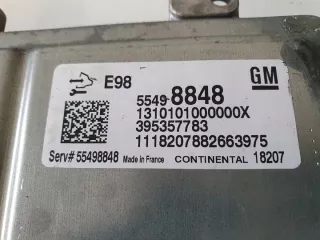 E98
GM
5549 8848
1310101000000X
395357783
1118207882663975
Serv# 55498848 Made in France CONTINENTAL 18207